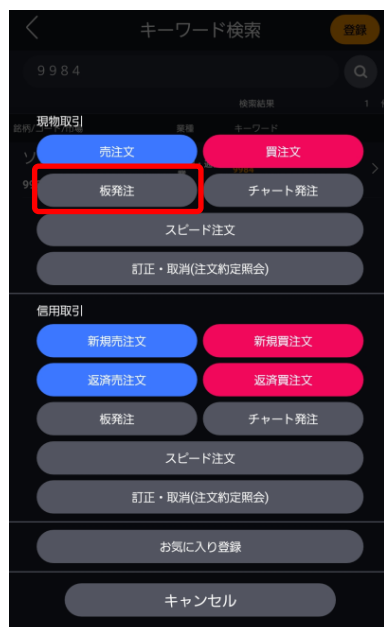 キーワード検索 登録
9984
検索結果 1
銘柄/コード/市場 業種 キーワード
現物取引
売注文 買注文
9984
板発注 チャート発注
スピード注文
訂正・取消(注文約定照会)
信用取引
新規売注文 新規買注文
返済売注文 返済買注文
板発注 チャート発注
スピード注文
訂正・取消(注文約定照会)
お気に入り登録
キャンセル